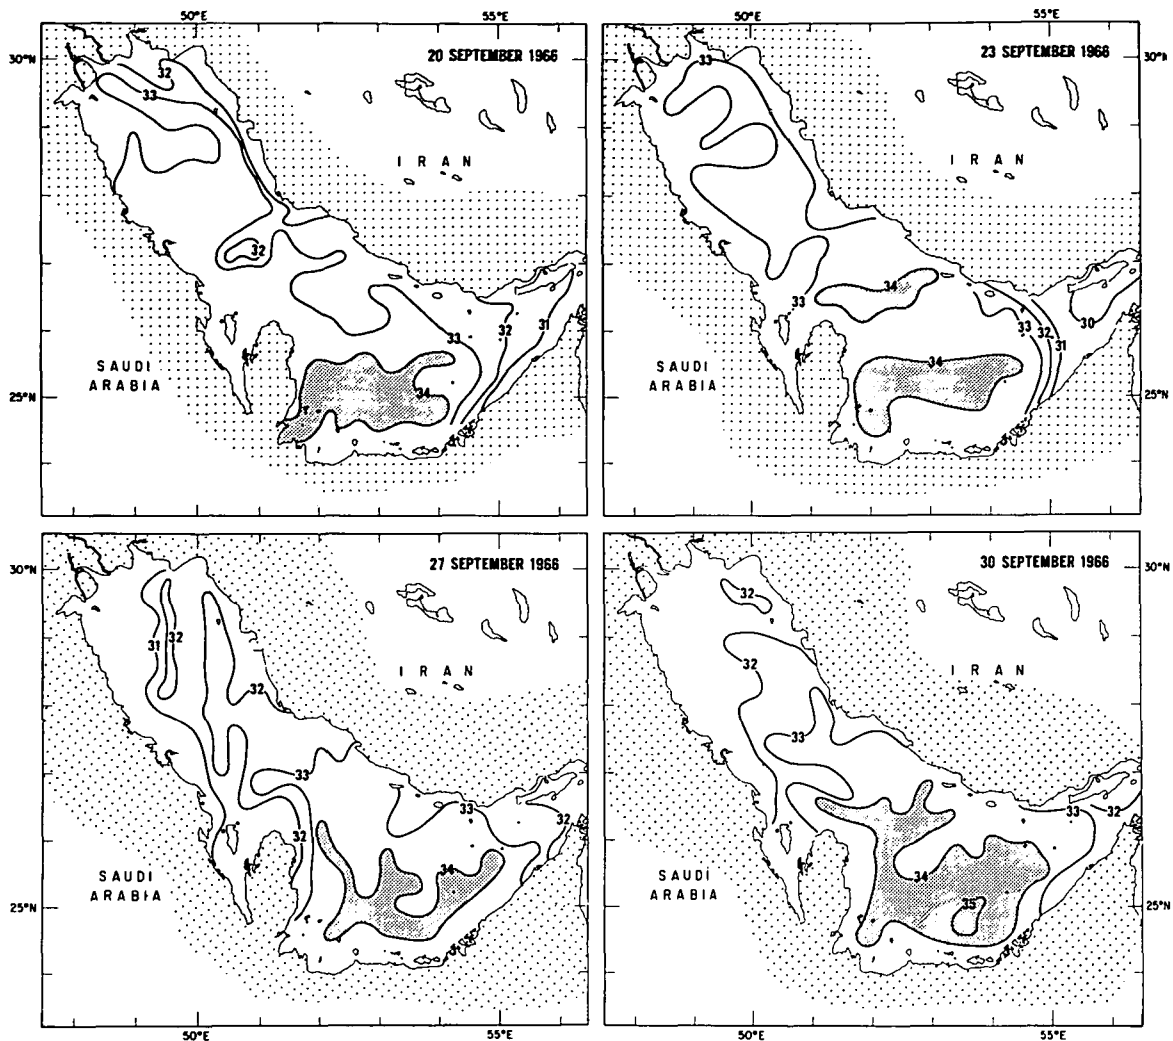 50°E
55°E
55°E
50°E
30°N
20 SEPTEMBER 1966
32
33
IRAN
32
33
32
31
34
SAUDI
ARABIA
25°N
23 SEPTEMBER 1966
30°N
33
IRAN
34
33
30
33
32
31
34
SAUDI
ARABIA
25°N
30°N
27 SEPTEMBER 1966
31
32
IRAN
32
33
33
32
32
34
SAUDI
ARABIA
25°N
50°E
55°E
30 SEPTEMBER 1966
30°N
32
32
IRAN
33
33
32
34
35
SAUDI
ARABIA
25°N
50°E
55°E